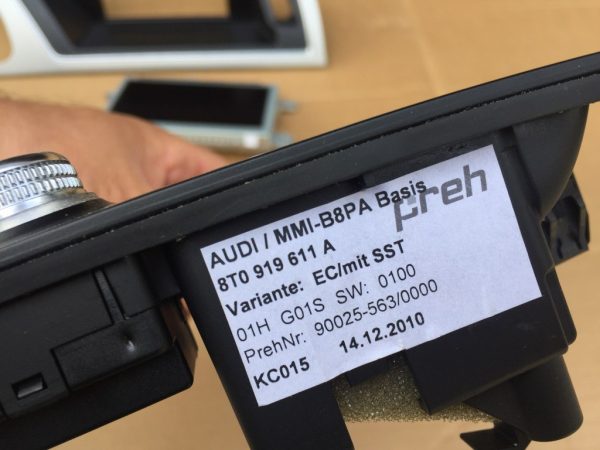 preh
AUDI / MMI-B8PA Basis
8T0 919 611 A
Variante: EC/mit SST
01H G01S SW: 0100
PrehNr: 90025-563/0000
KC015 14.12.2010